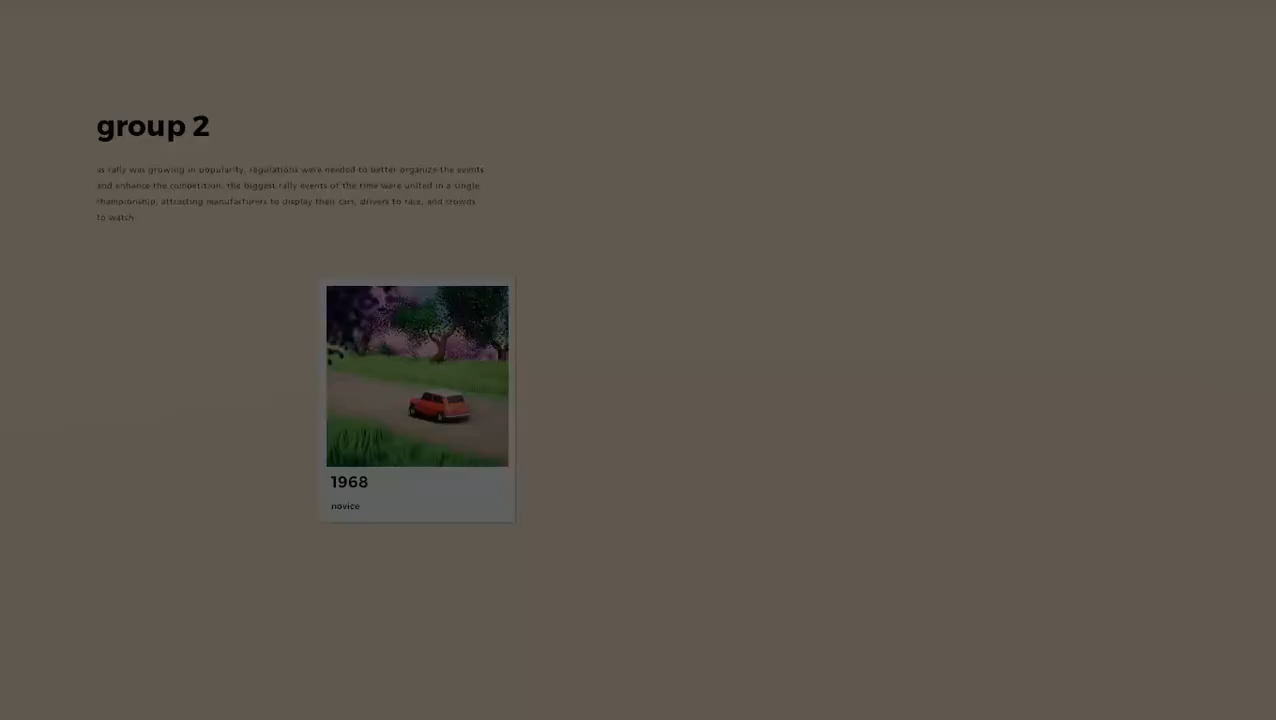 group 2
as rally was growing in popularity, regulations were needed to better organize the events
and enhance the competition. the biggest rally events of the time were united in a single
championship, attracting manufacturers to display their cars, drivers to race, and crowds
to watch.
1968
novice